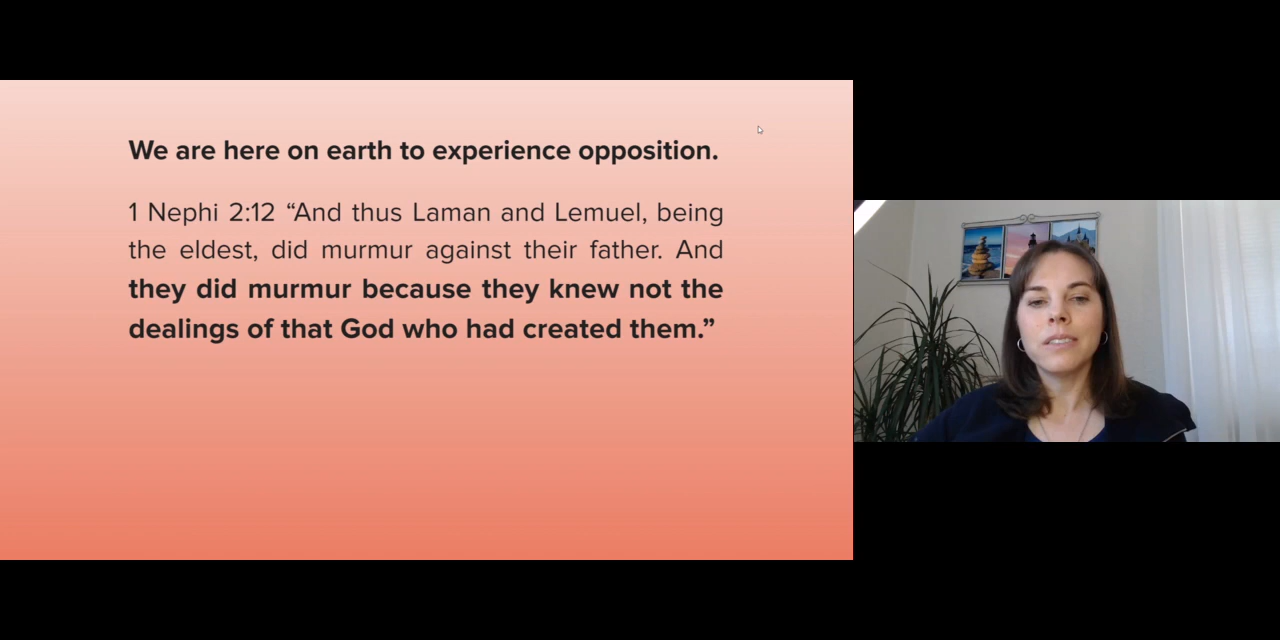 We are here on earth to experience opposition.
1 Nephi 2:12 “And thus Laman and Lemuel, being
the eldest, did murmur against their father. And
they did murmur because they knew not the
dealings of that God who had created them.”